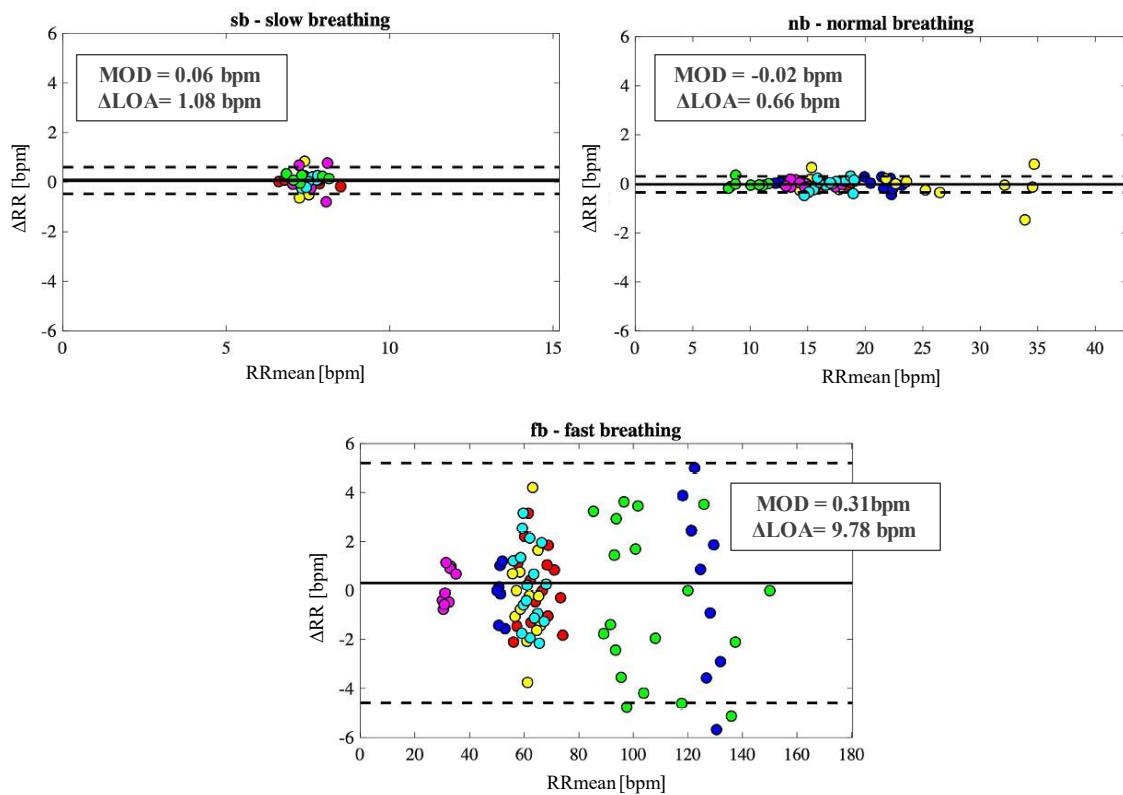 sb - slow breathing
MOD = 0.06 bpm
ΔLOA= 1.08 bpm
ΔRR [bpm]
6
4
2
0
-2
-4
-6
0 5 10 15
RRmean [bpm]
nb - normal breathing
MOD = -0.02 bpm
ΔLOA= 0.66 bpm
ΔRR [bpm]
6
4
2
0
-2
-4
-6
0 5 10 15 20 25 30 35 40
RRmean [bpm]
fb - fast breathing
MOD = 0.31bpm
ΔLOA= 9.78 bpm
ΔRR [bpm]
6
4
2
0
-2
-4
-6
0 20 40 60 80 100 120 140 160 180
RRmean [bpm]